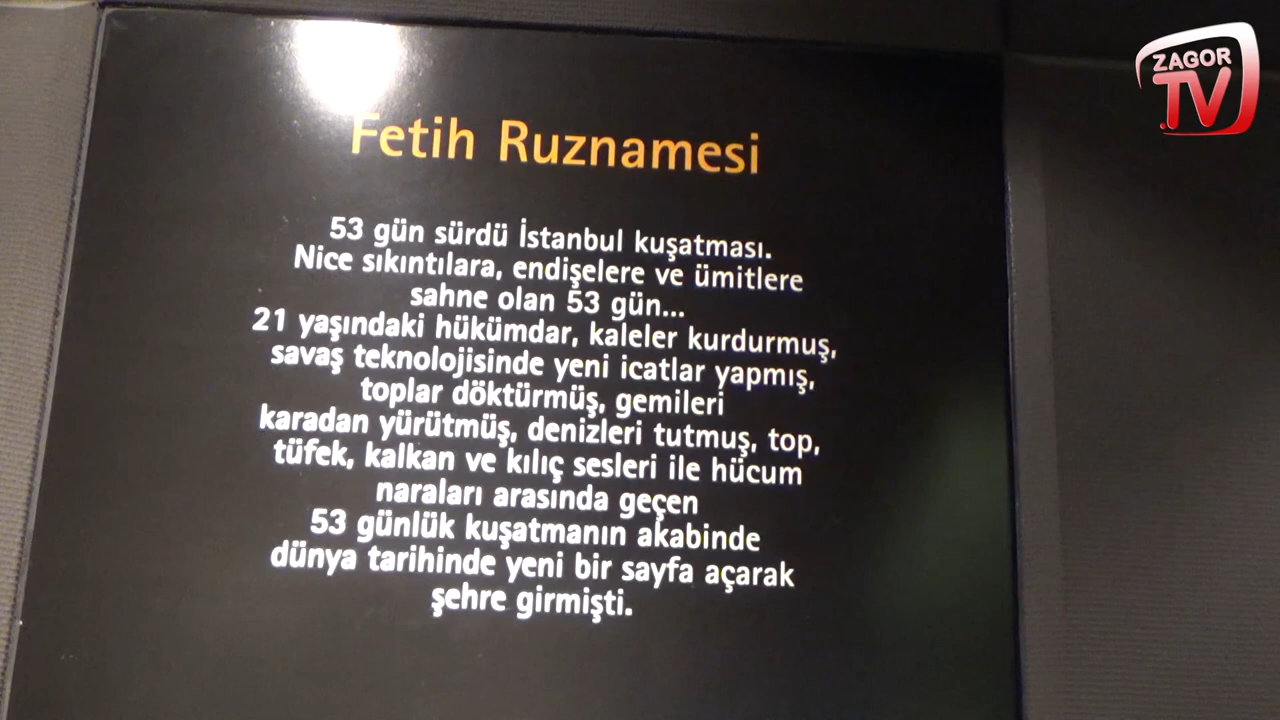 ZAGOR
TV
Fetih Ruznamesi
53 gün sürdü İstanbul kuşatması.
Nice sıkıntılara, endişelere ve ümitlere
sahne olan 53 gün...
21 yaşındaki hükümdar, kaleler kurdurmuş,
savaş teknolojisinde yeni icatlar yapmış,
toplar döktürmüş, gemileri
karadan yürütmüş, denizleri tutmuş, top,
tüfek, kalkan ve kılıç sesleri ile hücum
naraları arasında geçen
53 günlük kuşatmanın akabinde
dünya tarihinde yeni bir sayfa açarak
şehre girmişti.